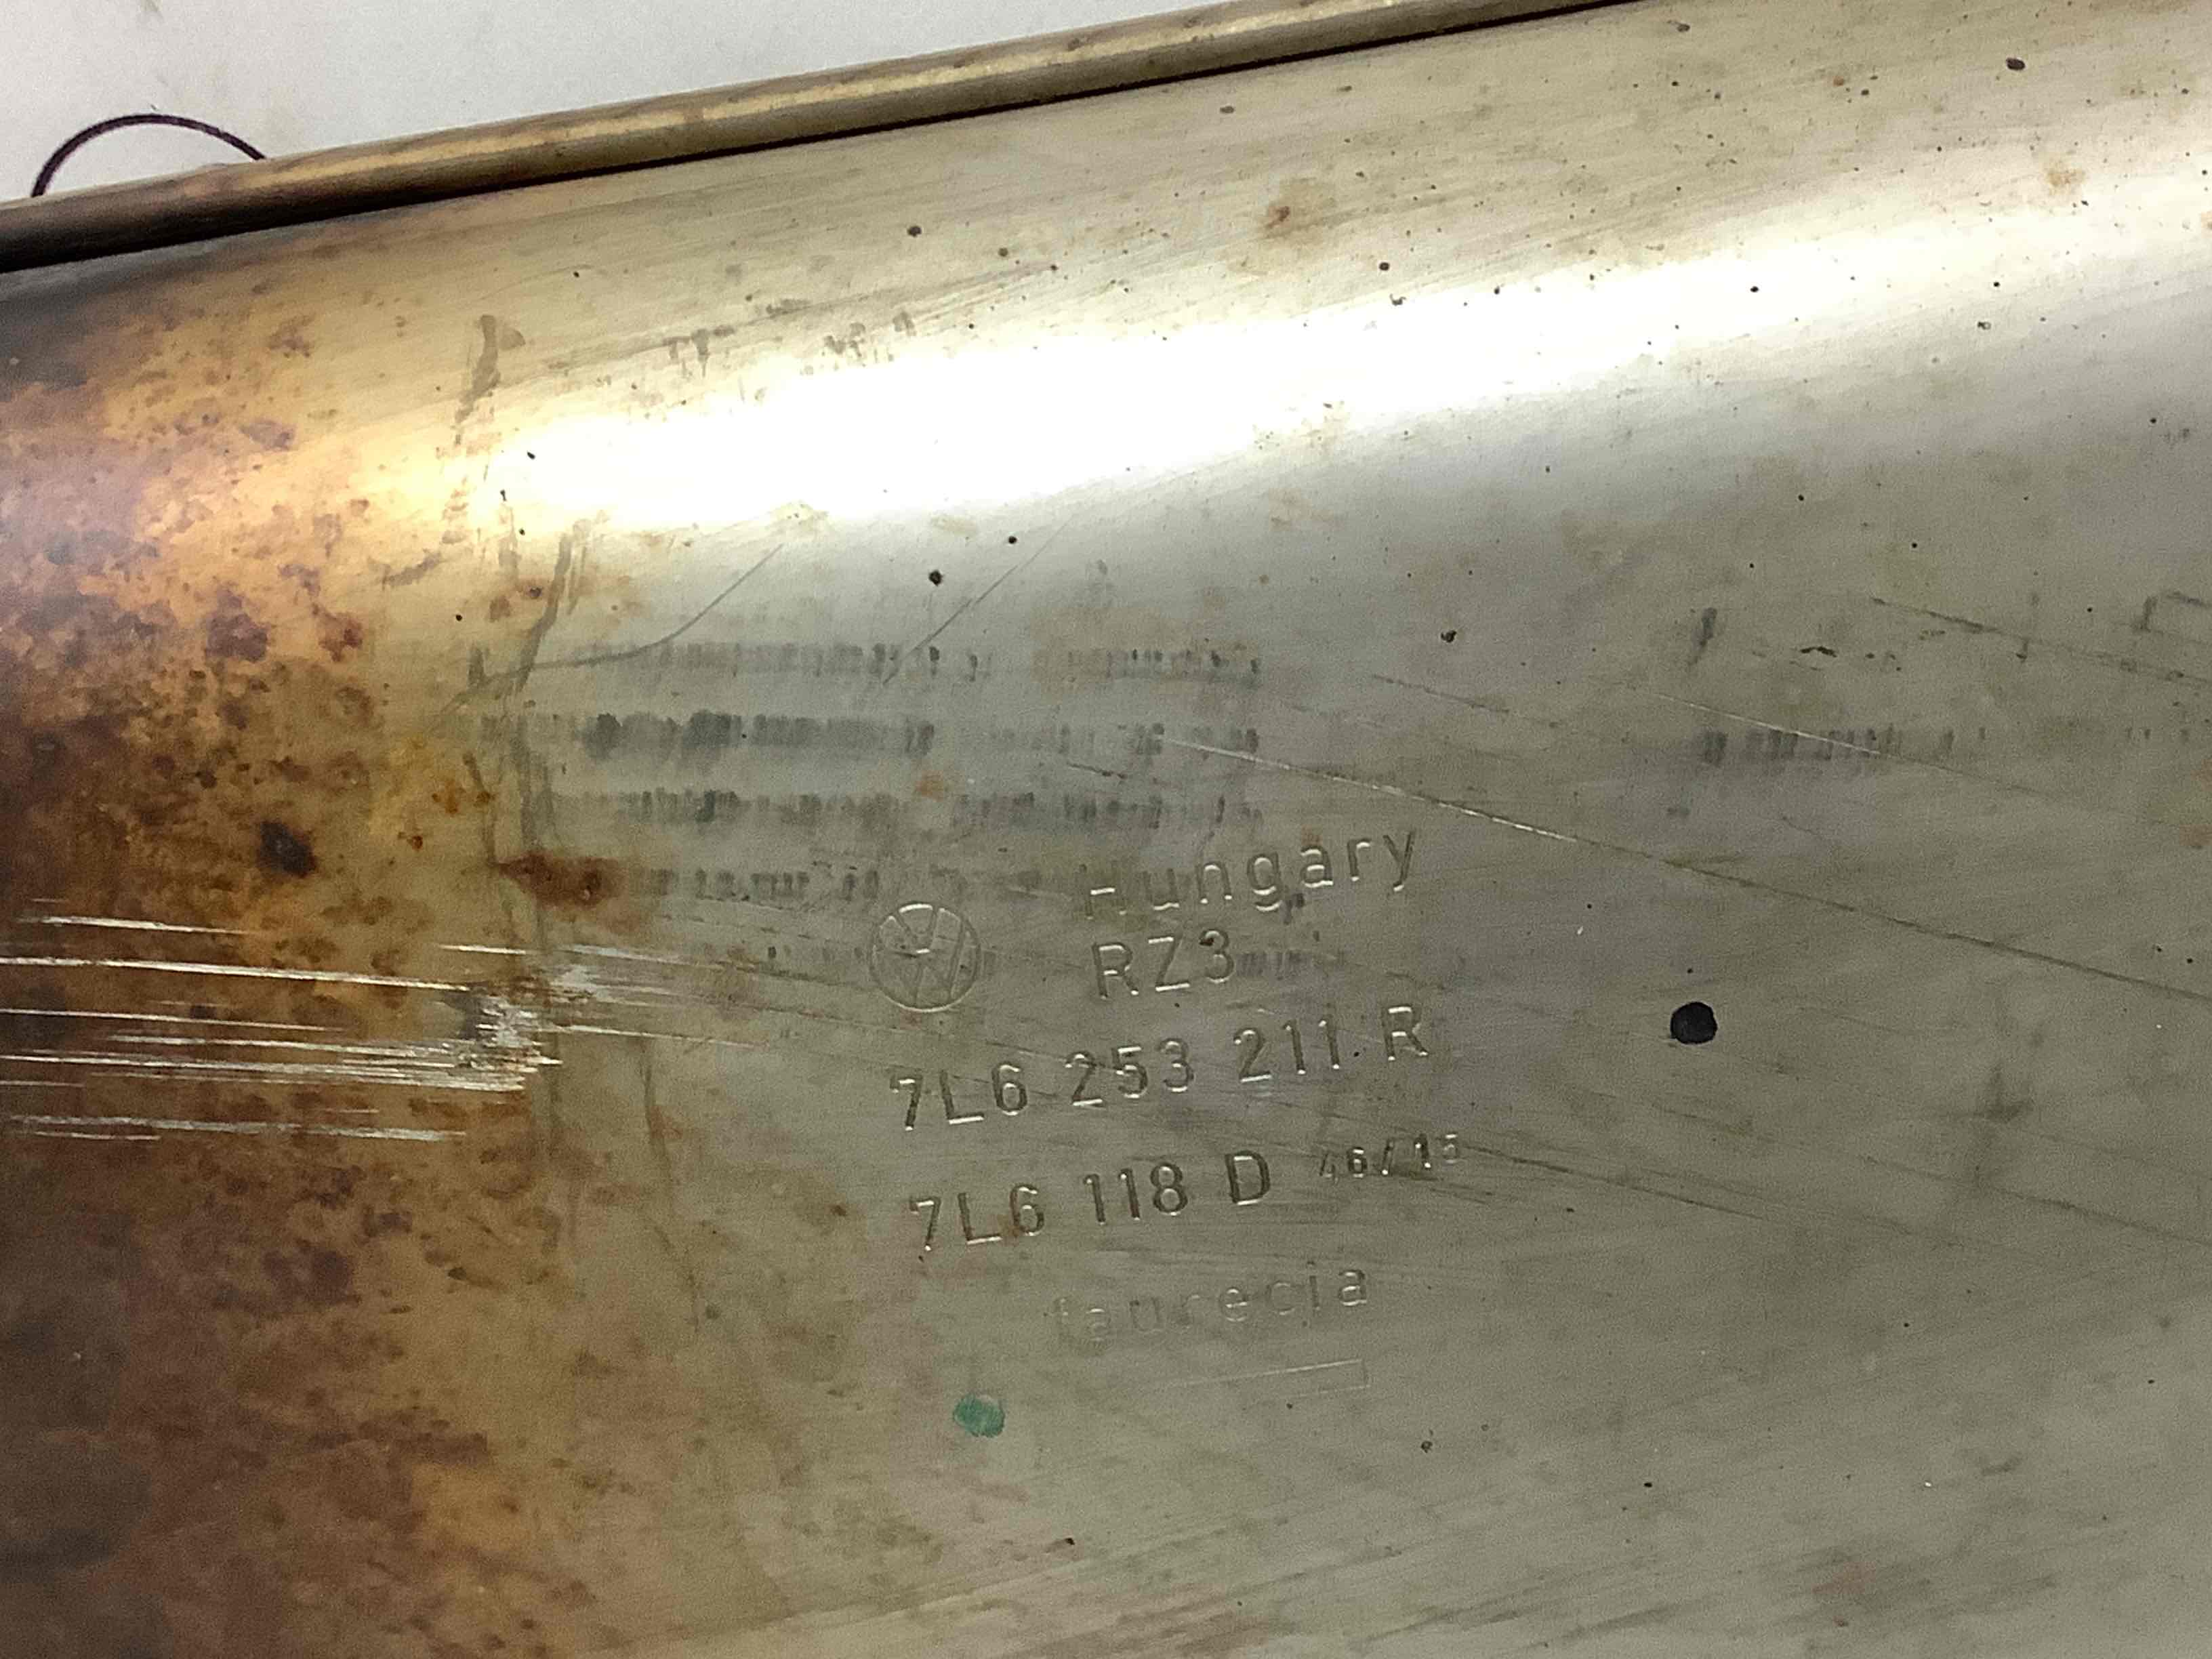 Hungary
RZ3
7L6 253 211 R
7L6 118 D 46/15
faurecia